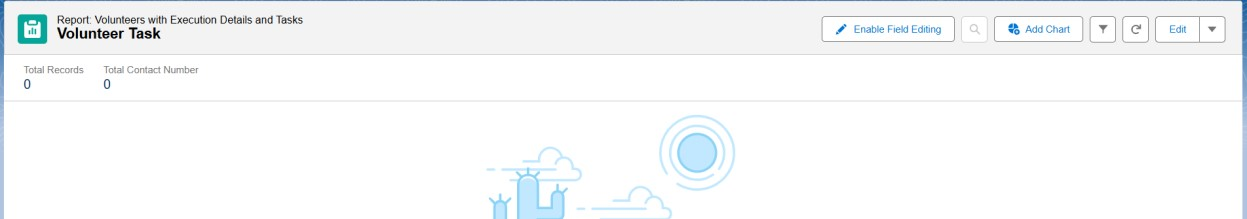 Report: Volunteers with Execution Details and Tasks
Volunteer Task
Enable Field Editing
Add Chart
Edit
Total Records
0
Total Contact Number
0